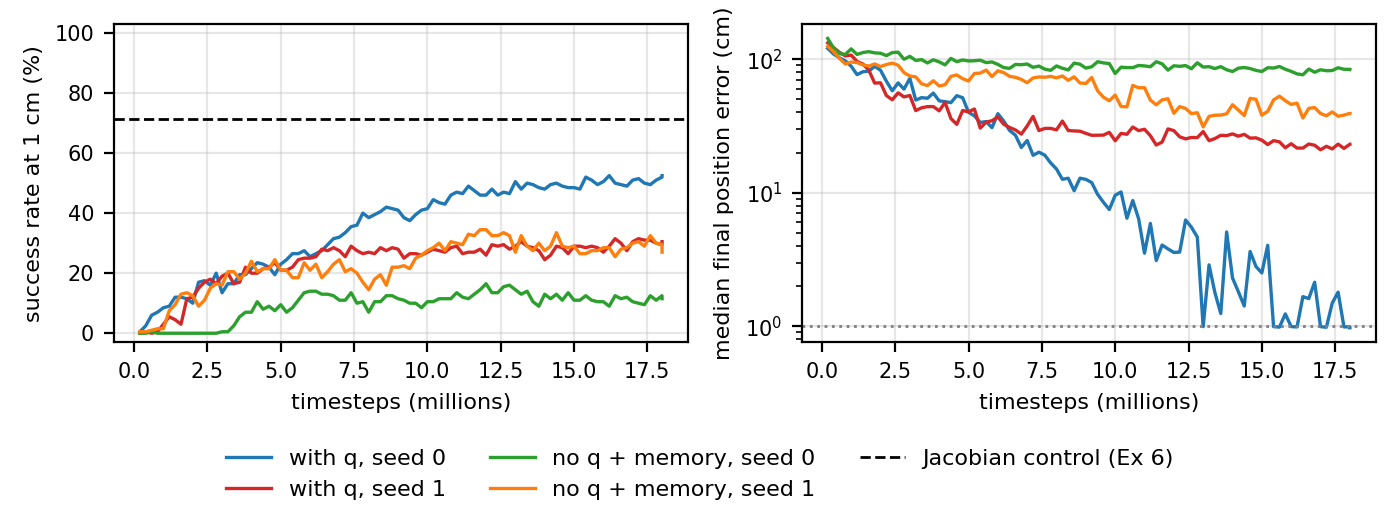 success rate at 1 cm (%)
100
80
60
40
20
0
0.0 2.5 5.0 7.5 10.0 12.5 15.0 17.5
timesteps (millions)
median final position error (cm)
10²
10¹
10⁰
0.0 2.5 5.0 7.5 10.0 12.5 15.0 17.5
timesteps (millions)
with q, seed 0 no q + memory, seed 0 Jacobian control (Ex 6)
with q, seed 1 no q + memory, seed 1